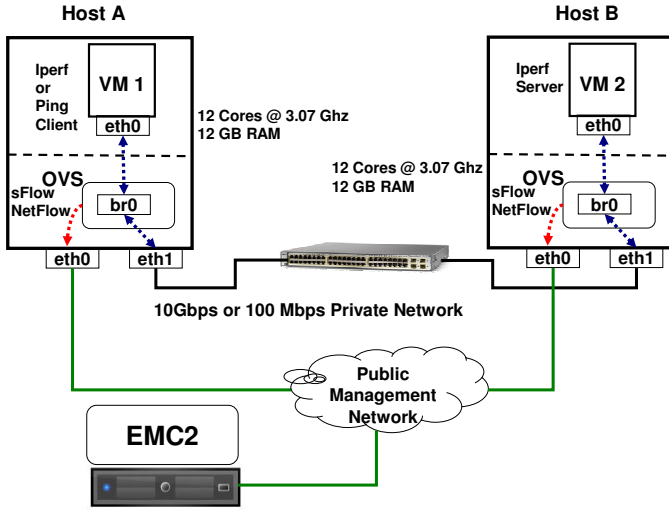 Host A
Host B
Iperf
or
Ping
Client
VM 1
eth0
12 Cores @ 3.07 Ghz
12 GB RAM
OVS
sFlow
NetFlow
br0
eth0
eth1
Iperf
Server
VM 2
eth0
12 Cores @ 3.07 Ghz
12 GB RAM
OVS
sFlow
NetFlow
br0
eth0
eth1
10Gbps or 100 Mbps Private Network
Public
Management
Network
EMC2